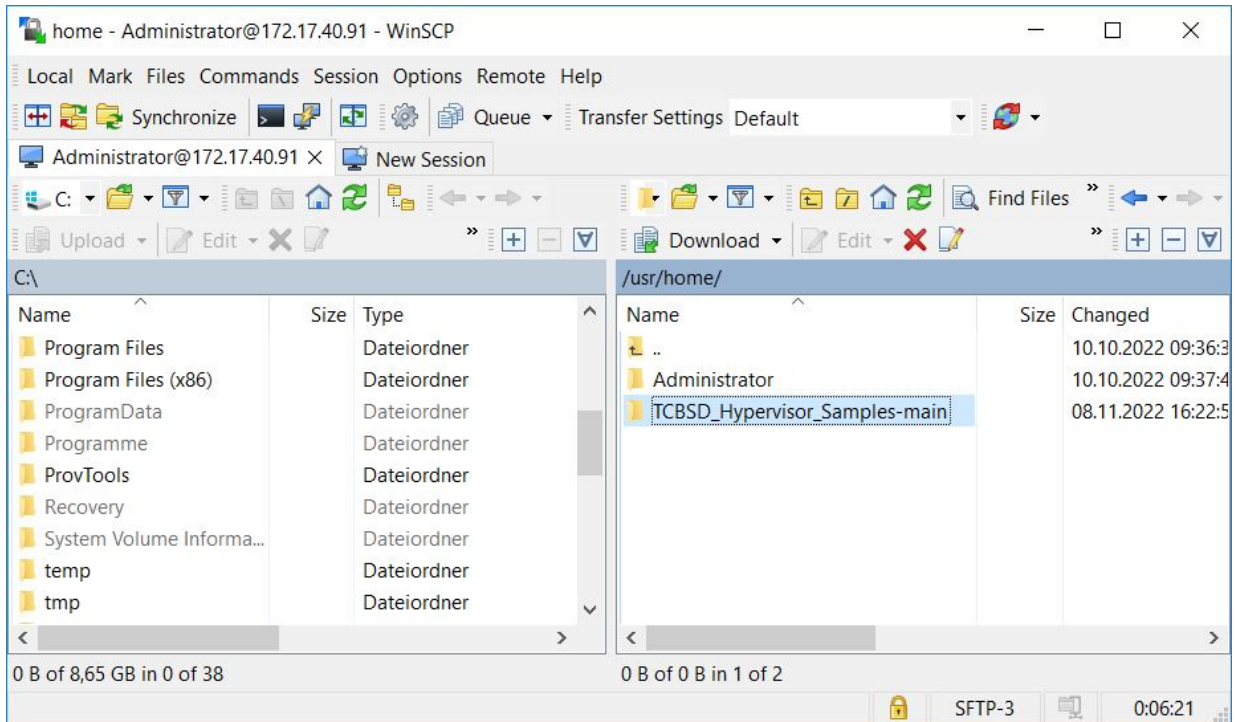 home - Administrator@172.17.40.91 - WinSCP
Local Mark Files Commands Session Options Remote Help
Synchronize Queue Transfer Settings Default
Administrator@172.17.40.91 New Session
C: Find Files
Upload Edit Download Edit
C:\ /usr/home/
Name Size Type Name Size Changed
Program Files Dateiordner .. 10.10.2022 09:36:3
Program Files (x86) Dateiordner Administrator 10.10.2022 09:37:4
ProgramData Dateiordner TCBSD_Hypervisor_Samples-main 08.11.2022 16:22:5
Programme Dateiordner
ProvTools Dateiordner
Recovery Dateiordner
System Volume Informa... Dateiordner
temp Dateiordner
tmp Dateiordner
0 B of 8,65 GB in 0 of 38 0 B of 0 B in 1 of 2
SFTP-3 0:06:21